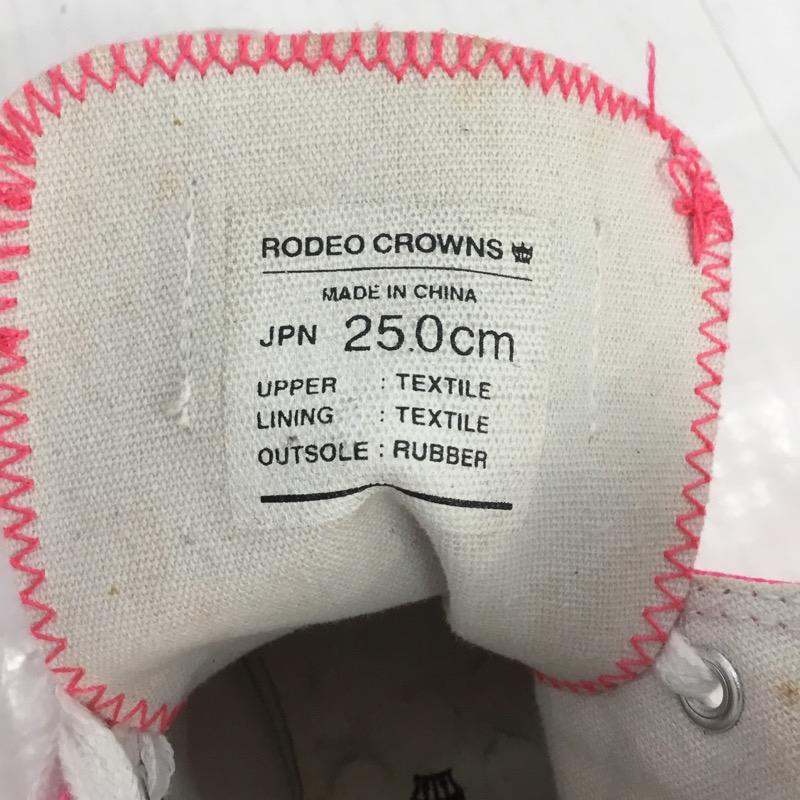 RODEO CROWNS
MADE IN CHINA
JPN 25.0cm
UPPER : TEXTILE
LINING : TEXTILE
OUTSOLE : RUBBER